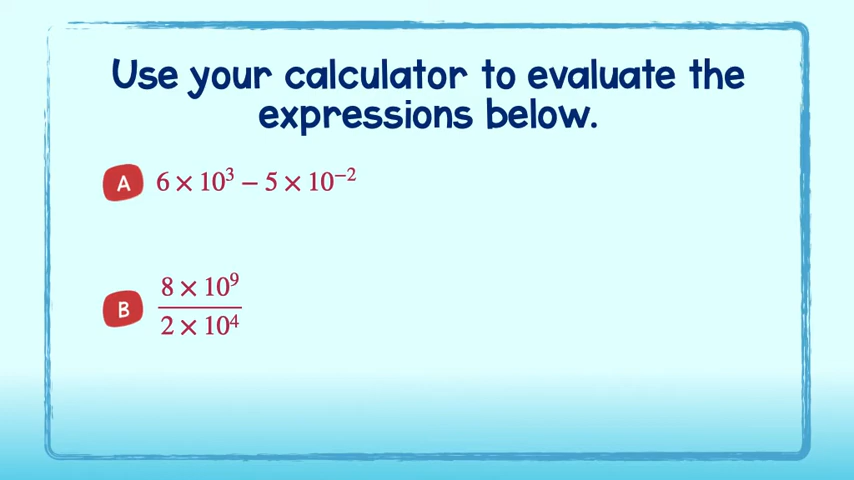 Use your calculator to evaluate the
expressions below.
A 6 × 10³ − 5 × 10⁻²
B 8 × 10⁹
2 × 10⁴